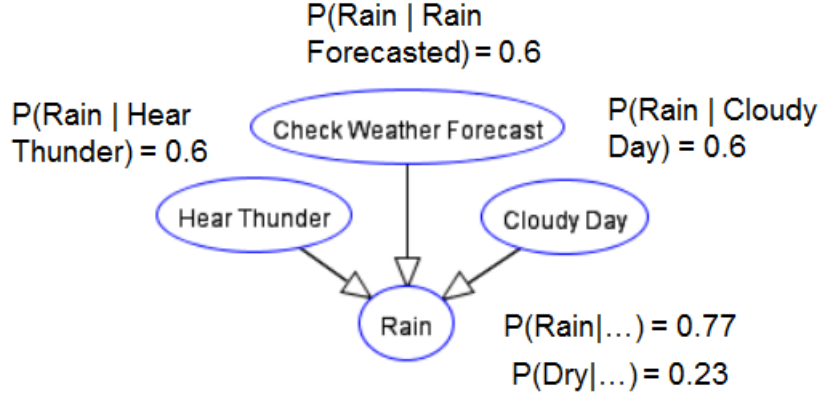 P(Rain | Rain
Forecasted) = 0.6
P(Rain | Hear
Thunder) = 0.6
Check Weather Forecast
P(Rain | Cloudy
Day) = 0.6
Hear Thunder
Cloudy Day
Rain
P(Rain|...) = 0.77
P(Dry|...) = 0.23